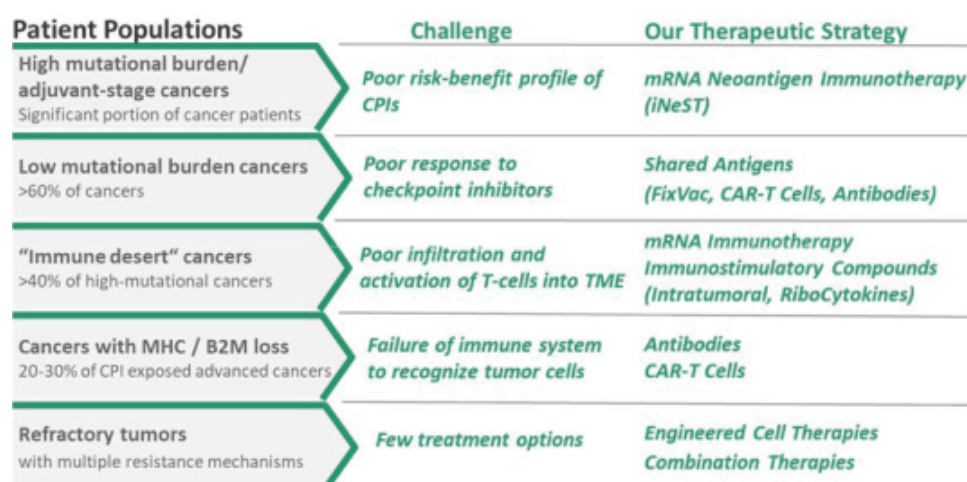 Patient Populations Challenge Our Therapeutic Strategy
High mutational burden/
adjuvant-stage cancers
Significant portion of cancer patients
Poor risk-benefit profile of
CPIs
mRNA Neoantigen Immunotherapy
(iNeST)
Low mutational burden cancers
>60% of cancers
Poor response to
checkpoint inhibitors
Shared Antigens
(FixVac, CAR-T Cells, Antibodies)
“Immune desert“ cancers
>40% of high-mutational cancers
Poor infiltration and
activation of T-cells into TME
mRNA Immunotherapy
Immunostimulatory Compounds
(Intratumoral, RiboCytokines)
Cancers with MHC / B2M loss
20-30% of CPI exposed advanced cancers
Failure of immune system
to recognize tumor cells
Antibodies
CAR-T Cells
Refractory tumors
with multiple resistance mechanisms
Few treatment options
Engineered Cell Therapies
Combination Therapies